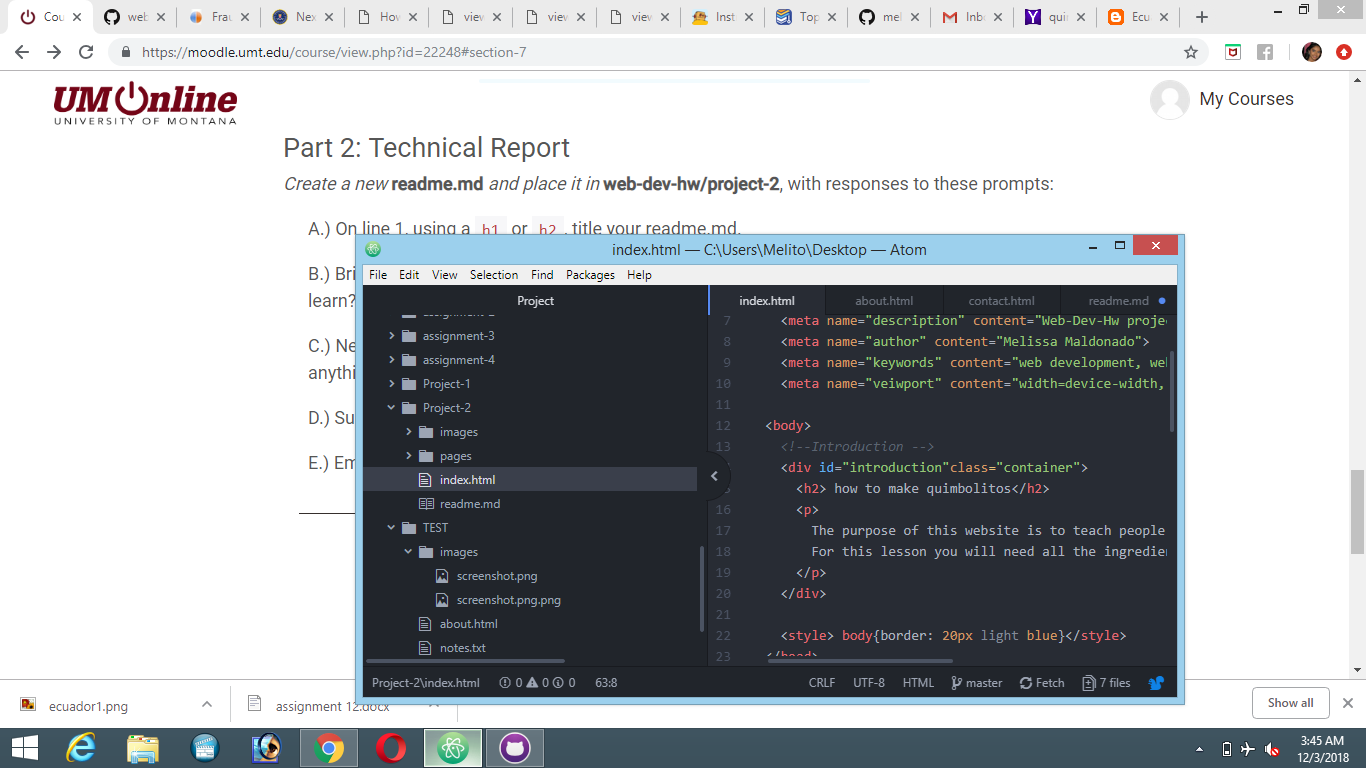 Cou
web
Frau
Nex
How
view
view
view
Inst
Top
mel
Inb
quir
Ecu
https://moodle.umt.edu/course/view.php?id=22248#section-7
UMOnline
UNIVERSITY OF MONTANA
My Courses
Part 2: Technical Report
Create a new readme.md and place it in web-dev-hw/project-2, with responses to these prompts:
A.) On line 1, using a h1 or h2, title your readme.md.
B.) Bri
learn?
C.) Ne
anythi
D.) Su
E.) Em
index.html — C:\Users\Melito\Desktop — Atom
File Edit View Selection Find Packages Help
Project
assignment-2
assignment-3
assignment-4
Project-1
Project-2
images
pages
index.html
readme.md
TEST
images
screenshot.png
screenshot.png.png
about.html
notes.txt
index.html about.html contact.html readme.md
7 <meta name="description" content="Web-Dev-Hw proje
8 <meta name="author" content="Melissa Maldonado">
9 <meta name="keywords" content="web development, we
10 <meta name="veiwport" content="width=device-width,
11
12 <body>
13 <!--Introduction -->
<div id="introduction"class="container">
<h2> how to make quimbolitos</h2>
16 <p>
17 The purpose of this website is to teach people
18 For this lesson you will need all the ingredien
19 </p>
20 </div>
21
22 <style> body{border: 20px light blue}</style>
23 </head>
Project-2\index.html 0 0 0 63:8 CRLF UTF-8 HTML master Fetch 7 files
ecuador1.png
assignment 12.docx
Show all
3:45 AM
12/3/2018